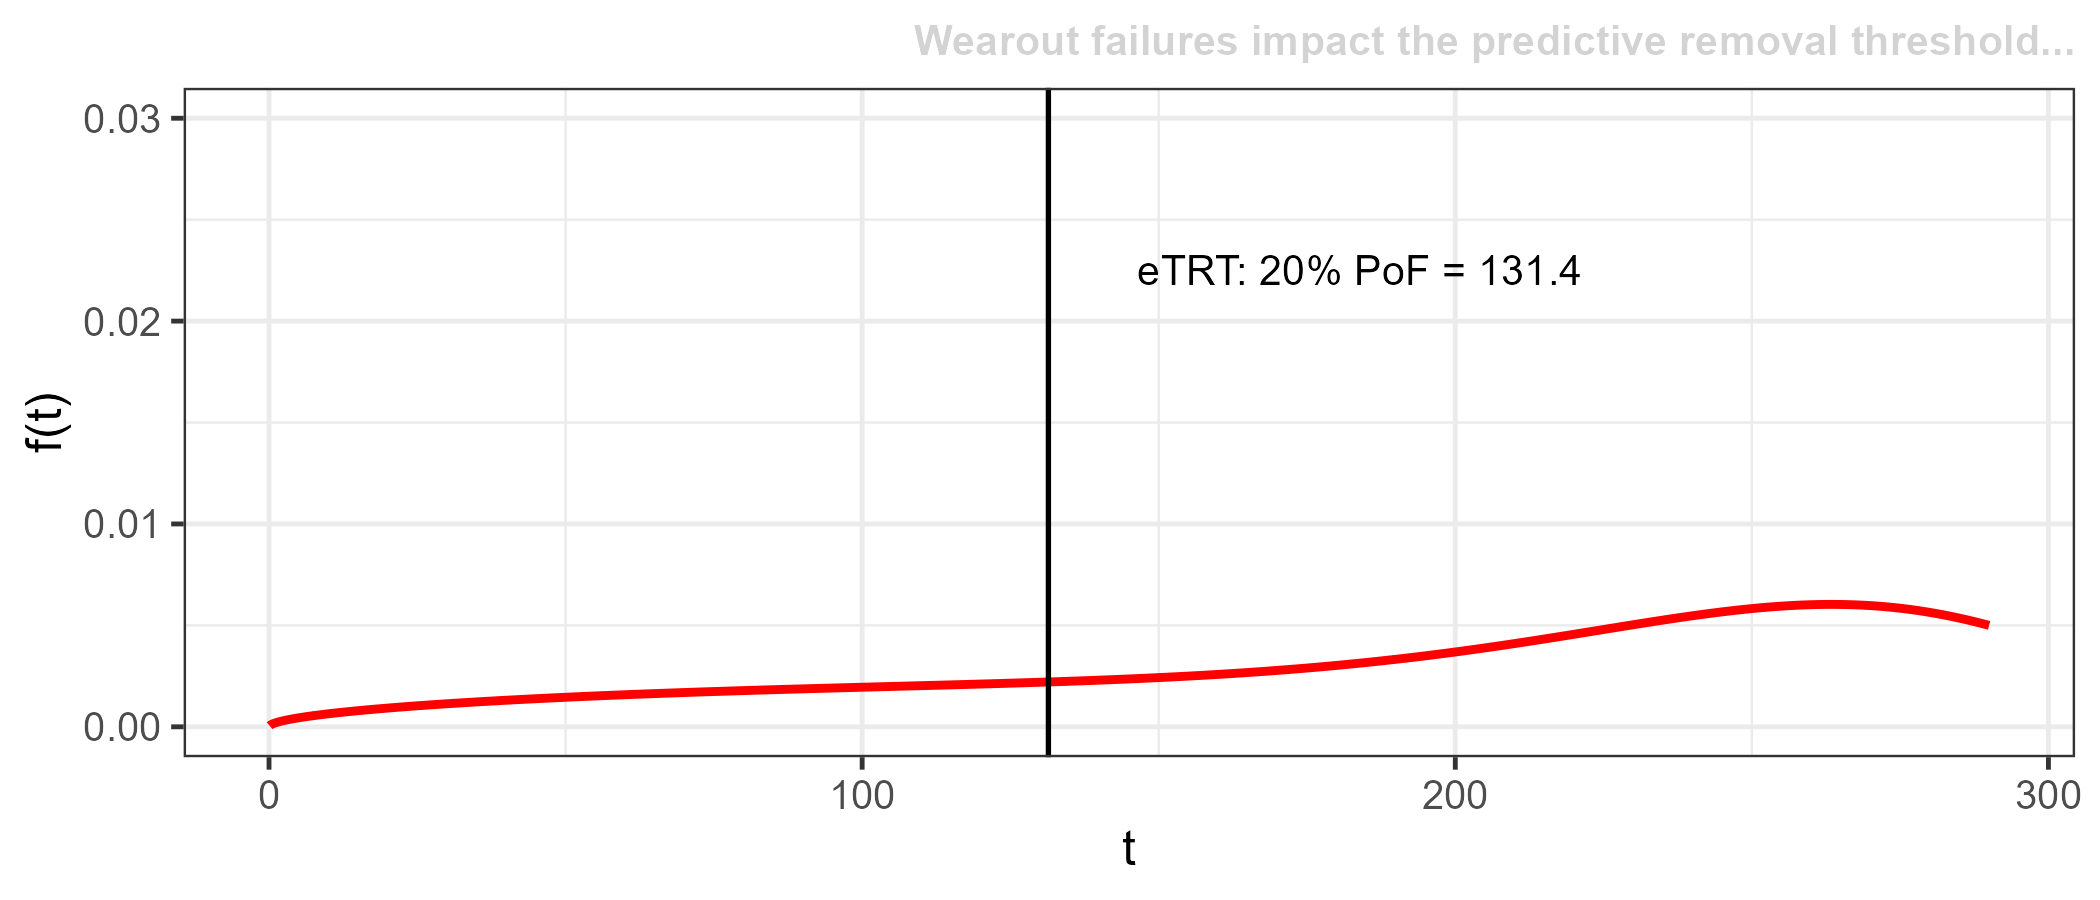 Wearout failures impact the predictive removal threshold...
0.03
0.02
0.01
0.00
f(t)
eTRT: 20% PoF = 131.4
0
100
200
300
t